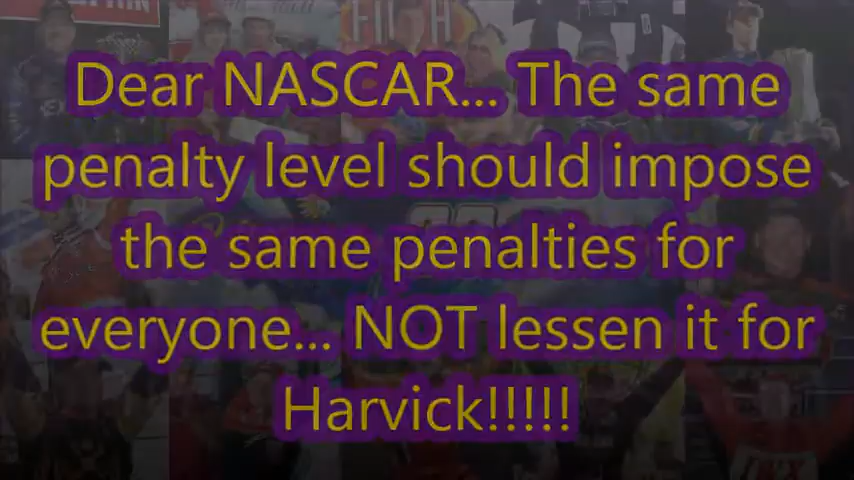 Dear NASCAR... The same
penalty level should impose
the same penalties for
everyone... NOT lessen it for
Harvick!!!!!